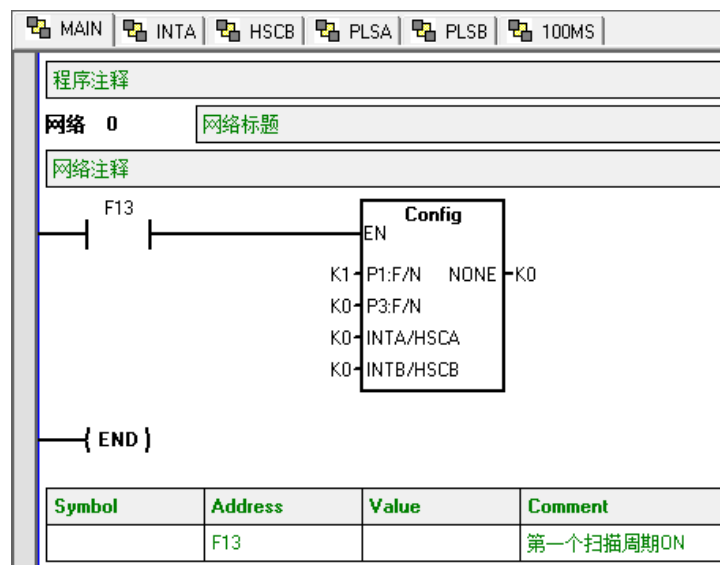 MAIN INTA HSCB PLSA PLSB 100MS
程序注释
网络 0 网络标题
网络注释
F13
Config
EN
K1 P1:F/N NONE K0
K0 P3:F/N
K0 INTA/HSCA
K0 INTB/HSCB
( END )
Symbol Address Value Comment
F13 第一个扫描周期ON